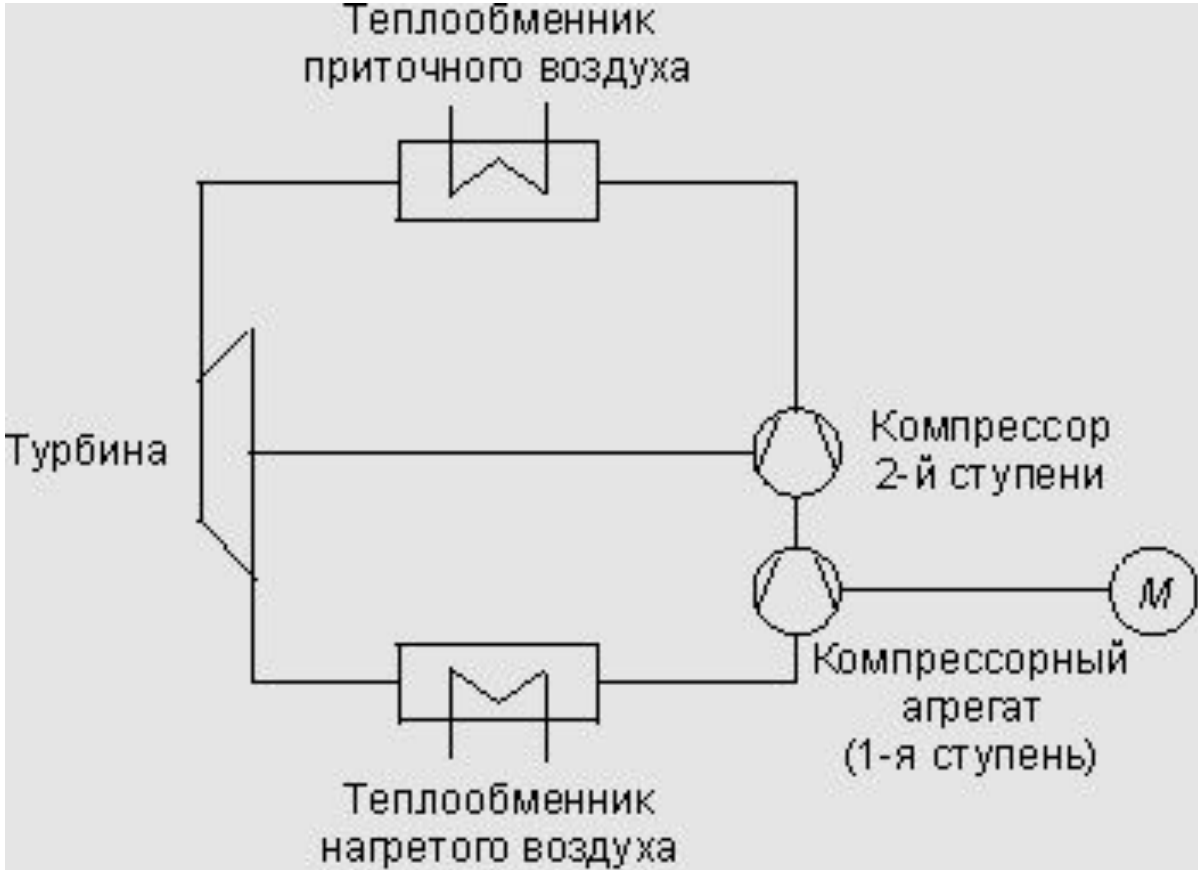 Теплообменник
приточного воздуха
Турбина
Компрессор
2-й ступени
М
Компрессорный
агрегат
(1-я ступень)
Теплообменник
нагретого воздуха